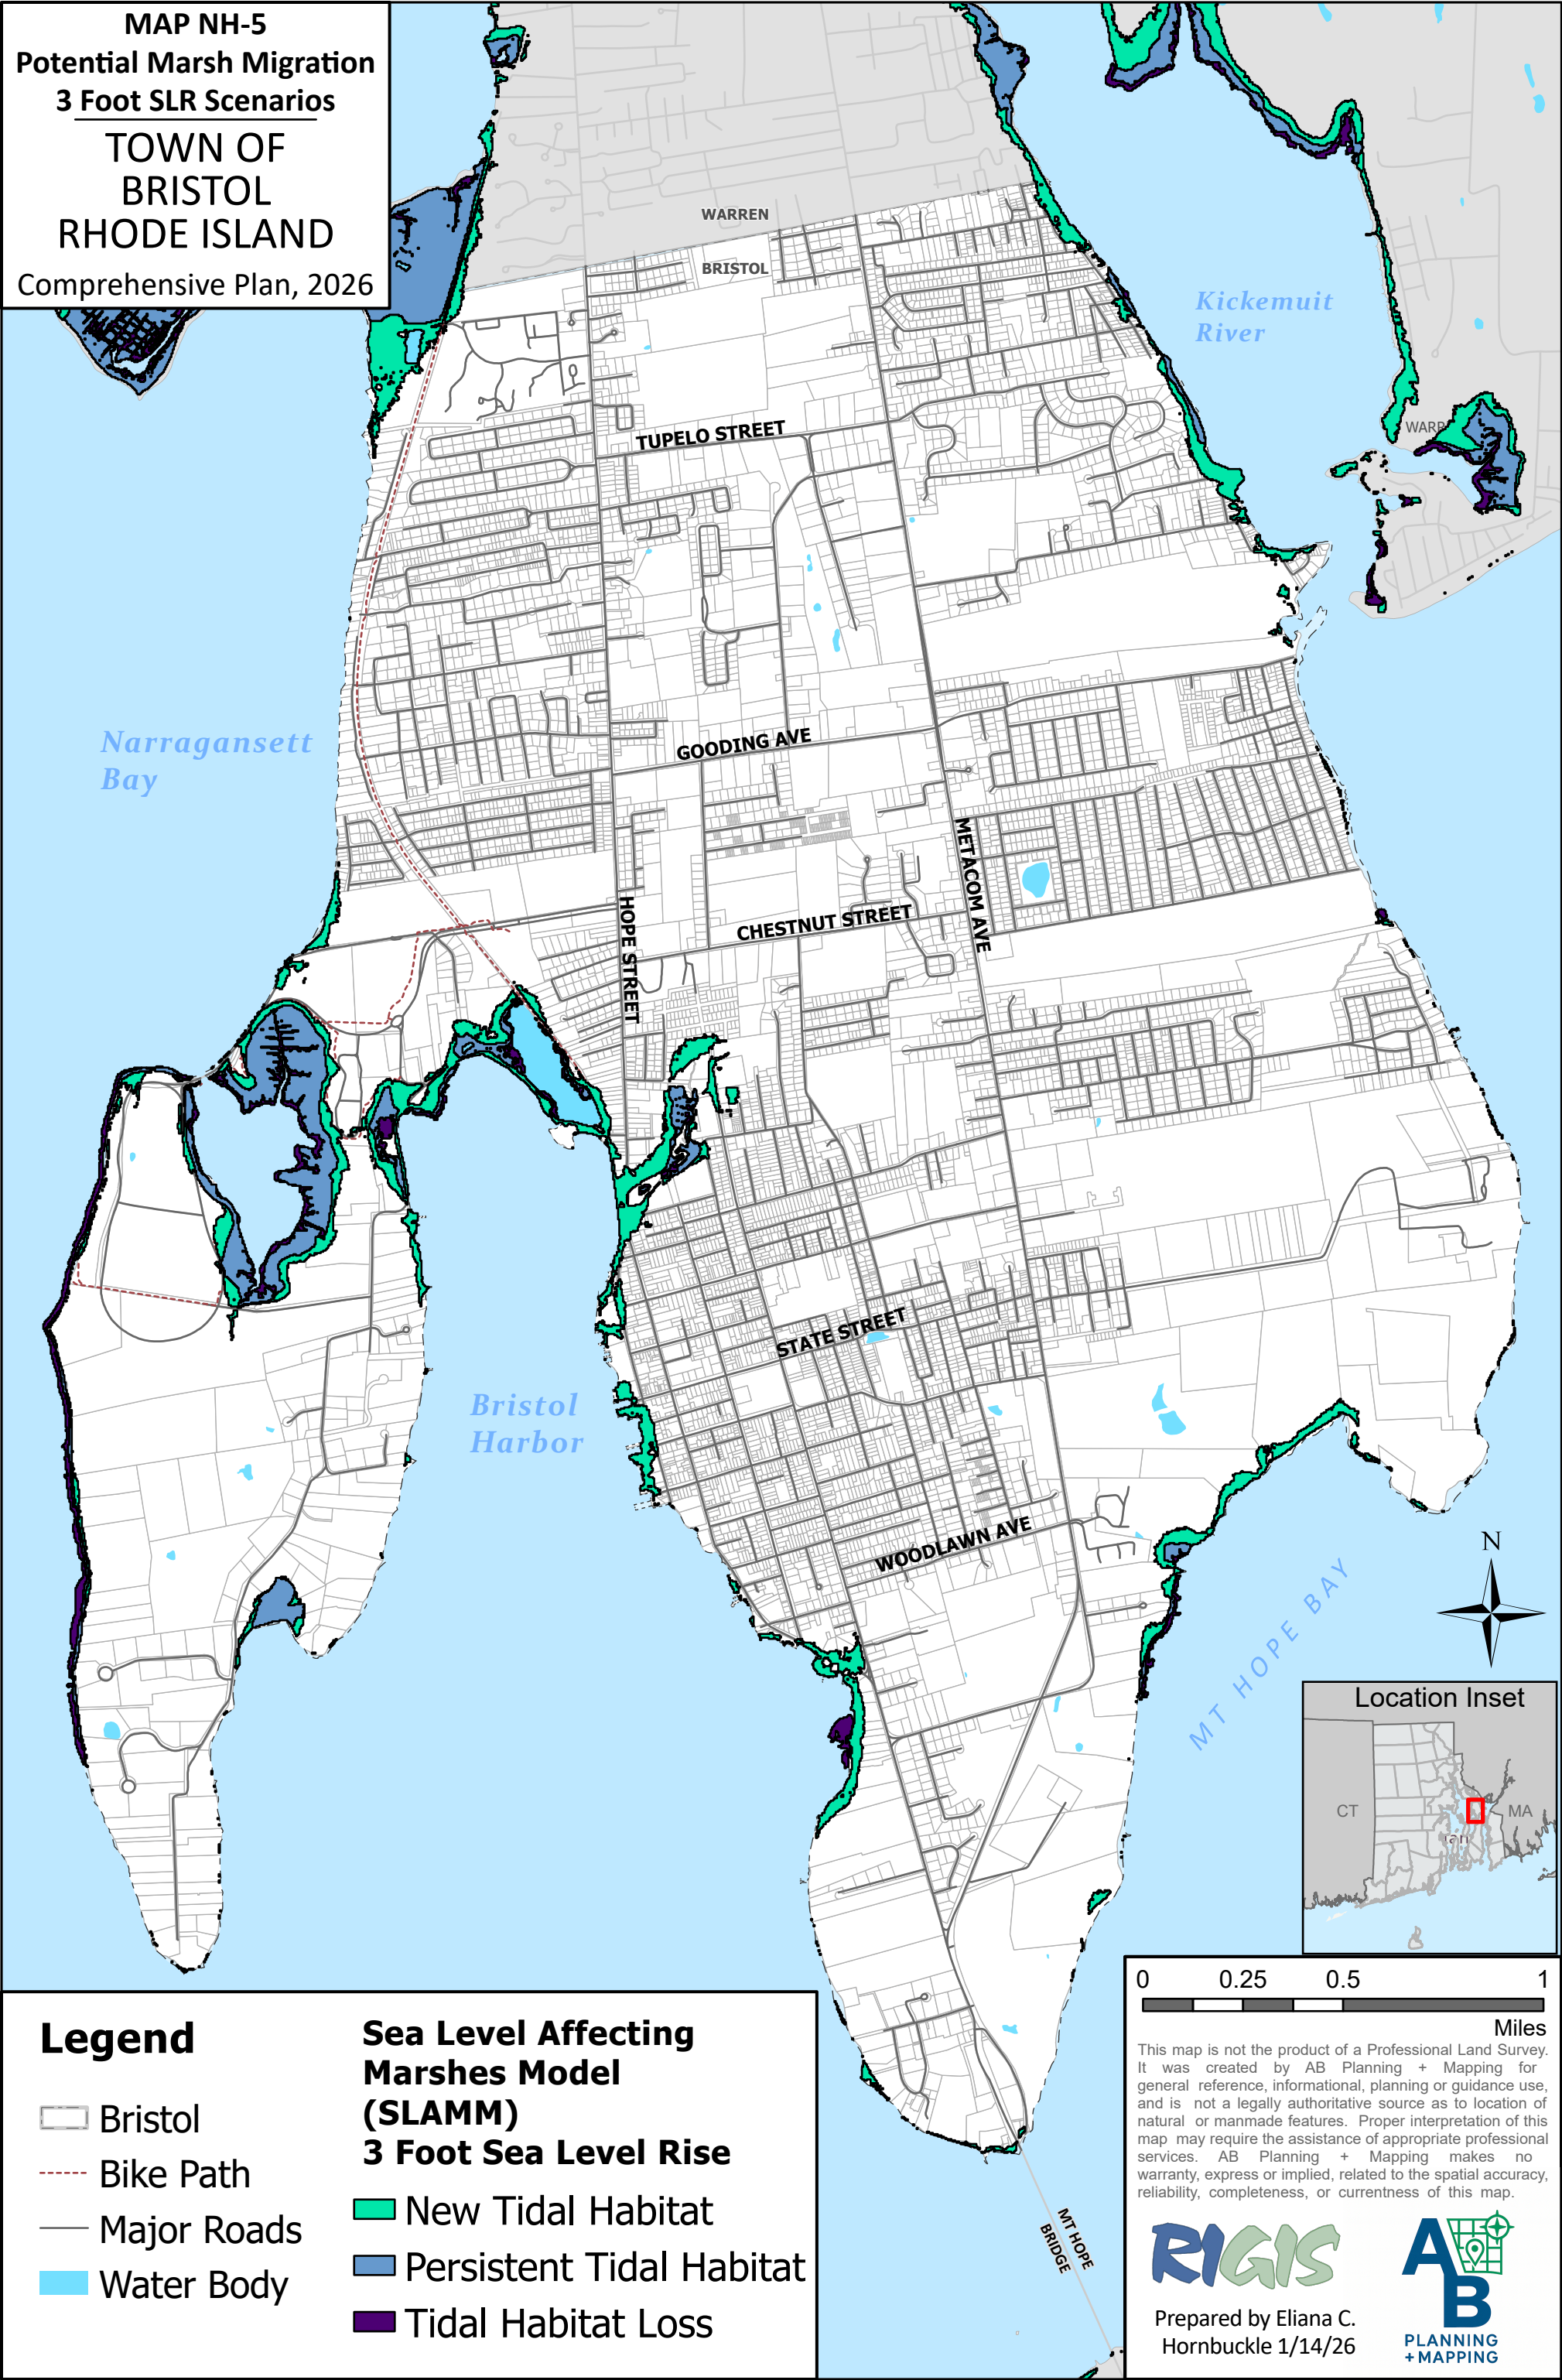 MAP NH-5
Potential Marsh Migration
3 Foot SLR Scenarios
TOWN OF
BRISTOL
RHODE ISLAND
Comprehensive Plan, 2026
WARREN
BRISTOL
Kickemuit
River
WARR
TUPELO STREET
Narragansett
Bay
GOODING AVE
METACOM AVE
HOPE STREET
CHESTNUT STREET
STATE STREET
Bristol
Harbor
WOODLAWN AVE
MT HOPE BAY
N
Location Inset
CT
MA
MT HOPE
BRIDGE
Legend
Bristol
Bike Path
Major Roads
Water Body
Sea Level Affecting
Marshes Model
(SLAMM)
3 Foot Sea Level Rise
New Tidal Habitat
Persistent Tidal Habitat
Tidal Habitat Loss
0 0.25 0.5 1
Miles
This map is not the product of a Professional Land Survey.
It was created by AB Planning + Mapping for
general reference, informational, planning or guidance use,
and is not a legally authoritative source as to location of
natural or manmade features. Proper interpretation of this
map may require the assistance of appropriate professional
services. AB Planning + Mapping makes no
warranty, express or implied, related to the spatial accuracy,
reliability, completeness, or currentness of this map.
RIGIS
Prepared by Eliana C.
Hornbuckle 1/14/26
AB
PLANNING
+MAPPING